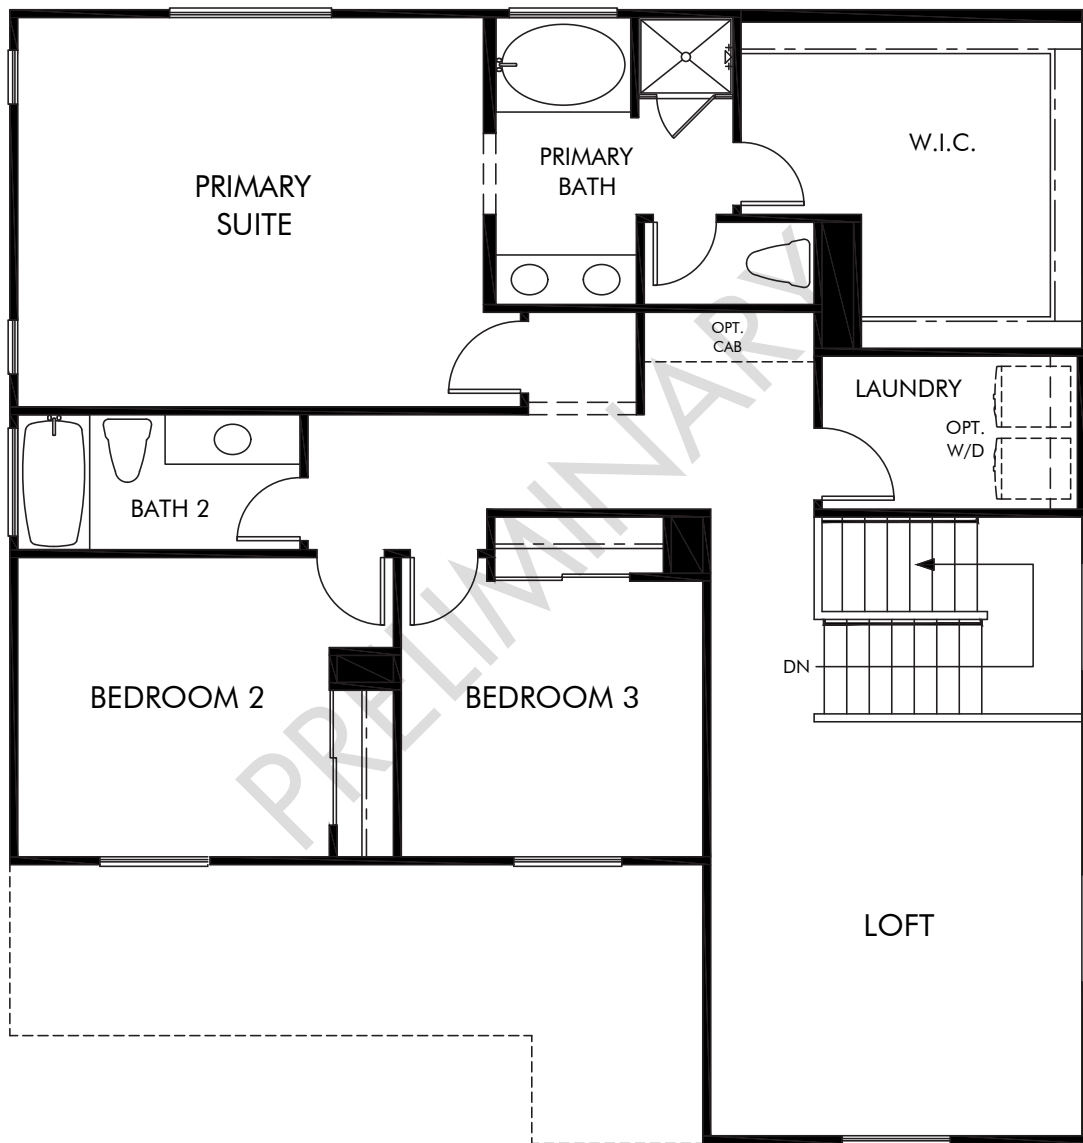 PRIMARY
SUITE
PRIMARY
BATH
W.I.C.
OPT.
CAB
LAUNDRY
OPT.
W/D
BATH 2
DN
BEDROOM 2
BEDROOM 3
LOFT
PRELIMINARY